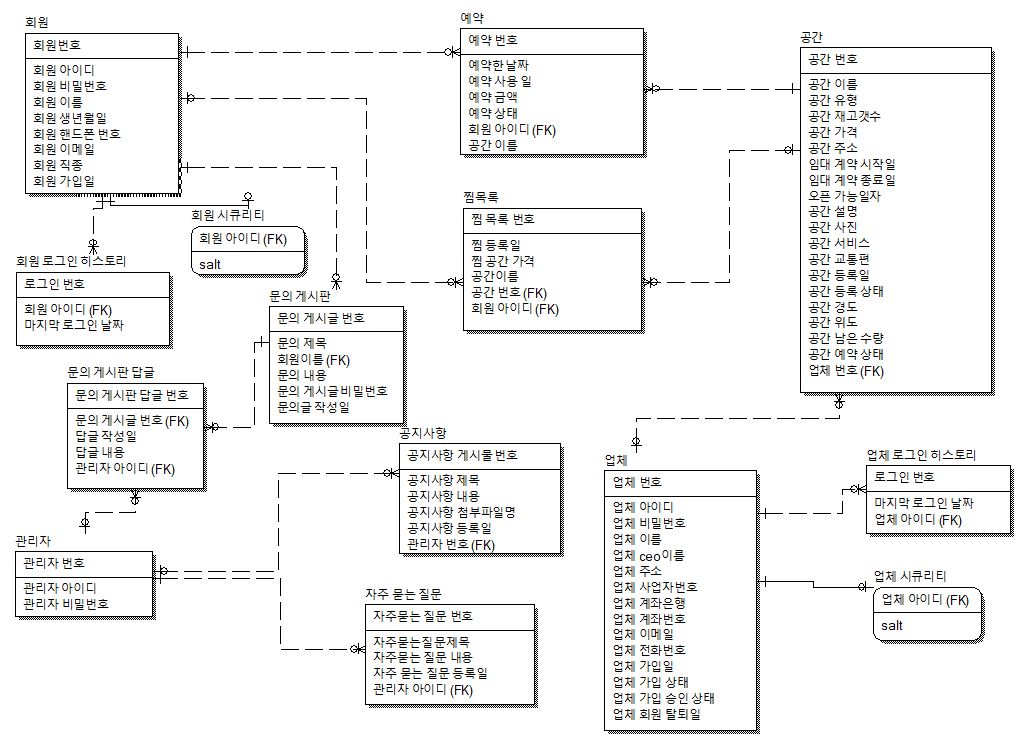 회원
회원번호
회원 아이디
회원 비밀번호
회원 이름
회원 생년월일
회원 핸드폰 번호
회원 이메일
회원 직종
회원 가입일
예약
예약 번호
예약한 날짜
예약 사용 일
예약 금액
예약 상태
회원 아이디 (FK)
공간 이름
공간
공간 번호
공간 이름
공간 유형
공간 재고갯수
공간 가격
공간 주소
임대 계약 시작일
임대 계약 종료일
오픈 가능일자
공간 설명
공간 사진
공간 서비스
공간 교통편
공간 등록일
공간 등록 상태
공간 경도
공간 위도
공간 남은 수량
공간 예약 상태
업체 번호 (FK)
회원 시큐리티
회원 아이디 (FK)
salt
찜목록
찜 목록 번호
찜 등록일
찜 공간 가격
공간이름
공간 번호 (FK)
회원 아이디 (FK)
회원 로그인 히스토리
로그인 번호
회원 아이디 (FK)
마지막 로그인 날짜
문의 게시판
문의 게시글 번호
문의 제목
회원이름 (FK)
문의 내용
문의 게시글 비밀번호
문의글 작성일
문의 게시판 답글
문의 게시판 답글 번호
문의 게시글 번호 (FK)
답글 작성일
답글 내용
관리자 아이디 (FK)
공지사항
공지사항 게시물 번호
공지사항 제목
공지사항 내용
공지사항 첨부파일명
공지사항 등록일
관리자 번호 (FK)
업체
업체 번호
업체 아이디
업체 비밀번호
업체 이름
업체 ceo이름
업체 주소
업체 사업자번호
업체 계좌은행
업체 계좌번호
업체 이메일
업체 전화번호
업체 가입일
업체 가입 상태
업체 가입 승인 상태
업체 회원 탈퇴일
업체 로그인 히스토리
로그인 번호
마지막 로그인 날짜
업체 아이디 (FK)
관리자
관리자 번호
관리자 아이디
관리자 비밀번호
업체 시큐리티
업체 아이디 (FK)
salt
자주 묻는 질문
자주묻는 질문 번호
자주묻는질문제목
자주묻는 질문 내용
자주 묻는 질문 등록일
관리자 아이디 (FK)